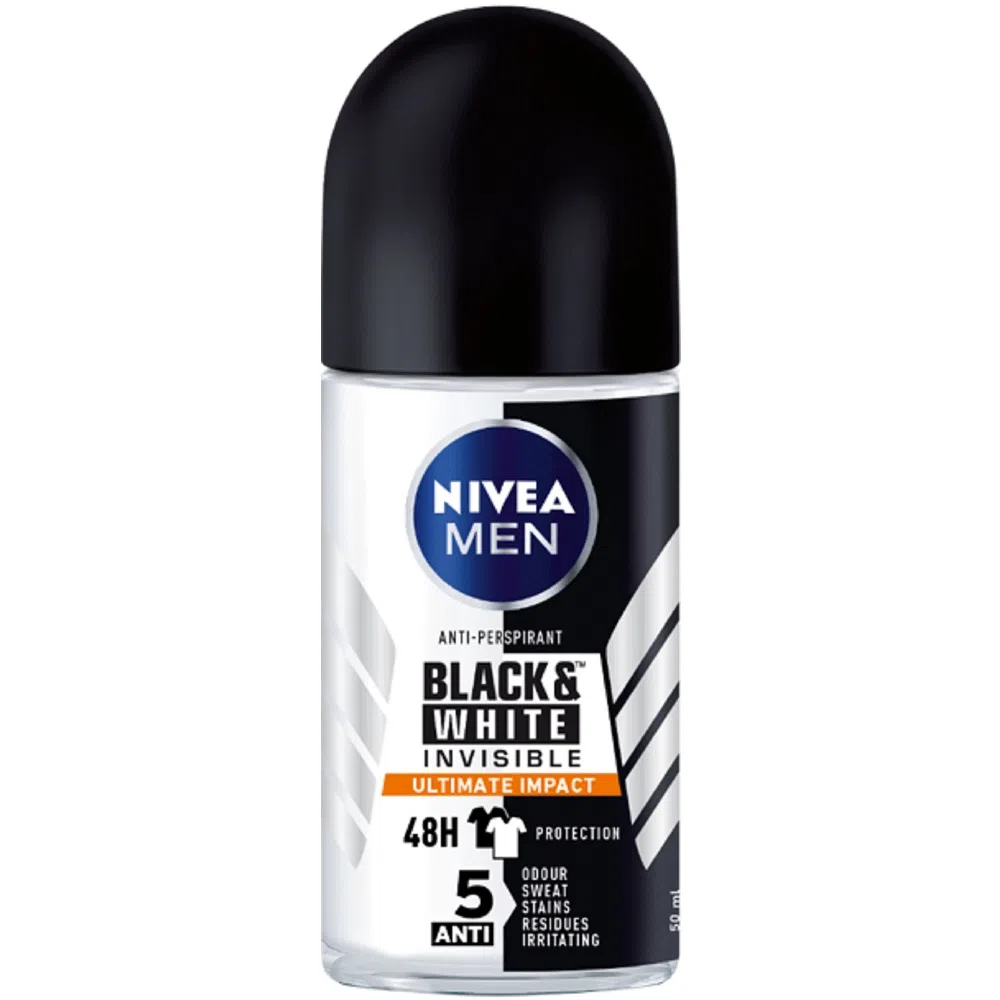 NIVEA
MEN
ANTI-PERSPIRANT
BLACK&™
WHITE
INVISIBLE
ULTIMATE IMPACT
48H PROTECTION
5
ANTI
ODOUR
SWEAT
STAINS
RESIDUES
IRRITATING
50 ml